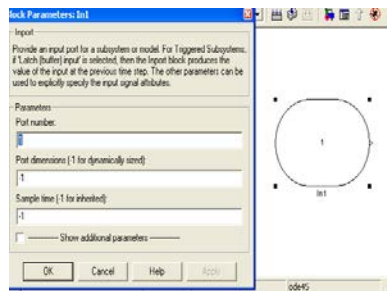 Block Parameters: In1
Inport
Provide an input port for a subsystem or model. For Triggered Subsystems,
if 'Latch (buffer) input' is selected, then the Inport block produces the
value of the input at the previous time step. The other parameters can be
used to explicitly specify the input signal attributes.
Parameters
Port number:
1
Port dimensions (-1 for dynamically sized):
-1
Sample time (-1 for inherited):
-1
Show additional parameters
OK Cancel Help Apply
1
In1
ode45